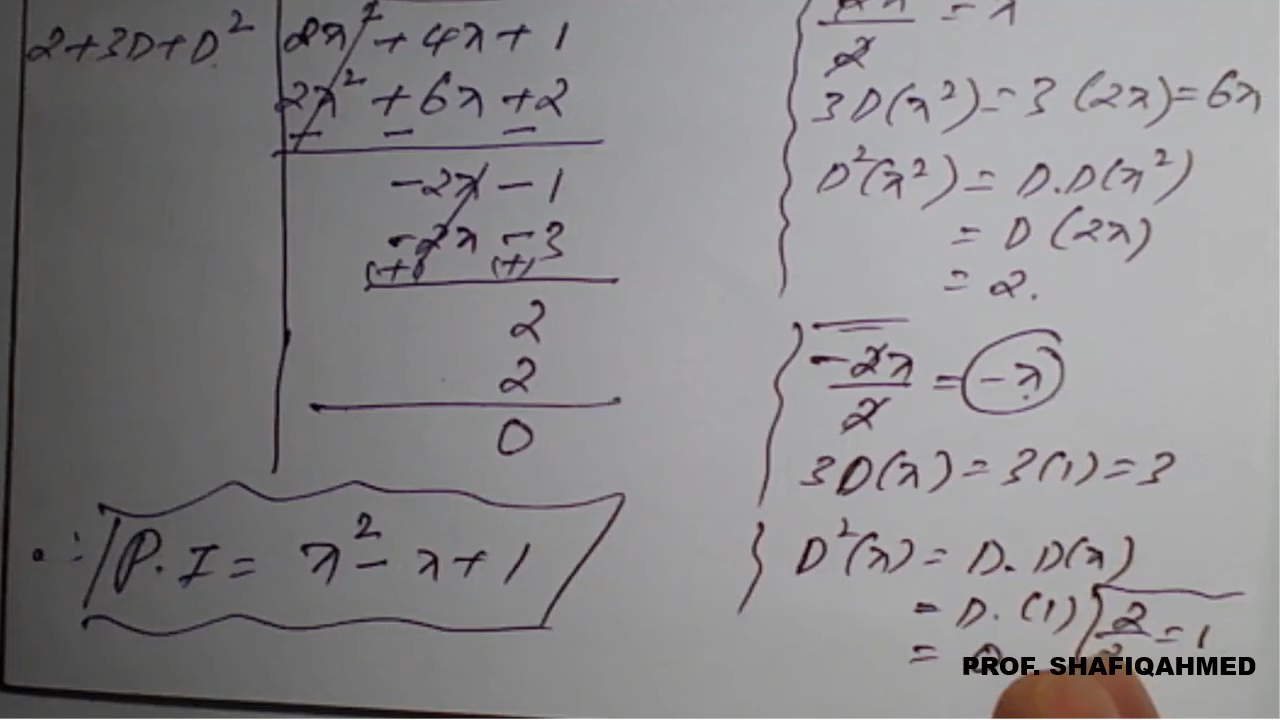 2+3D+D² | 2x² + 4x + 1
2x² + 6x + 2
− − −
-2x - 1
-2x - 3
(+) (+)
2
2
0
∴ P.I = x² - x + 1
2 = x
3D(x²) = 3(2x) = 6x
D²(x²) = D.D(x²)
= D(2x)
= 2.
-2x/2 = -x
3D(x) = 3(1) = 3
D²(x) = D.D(x)
= D.(1) 2/2 = 1
= 0
PROF. SHAFIQAHMED